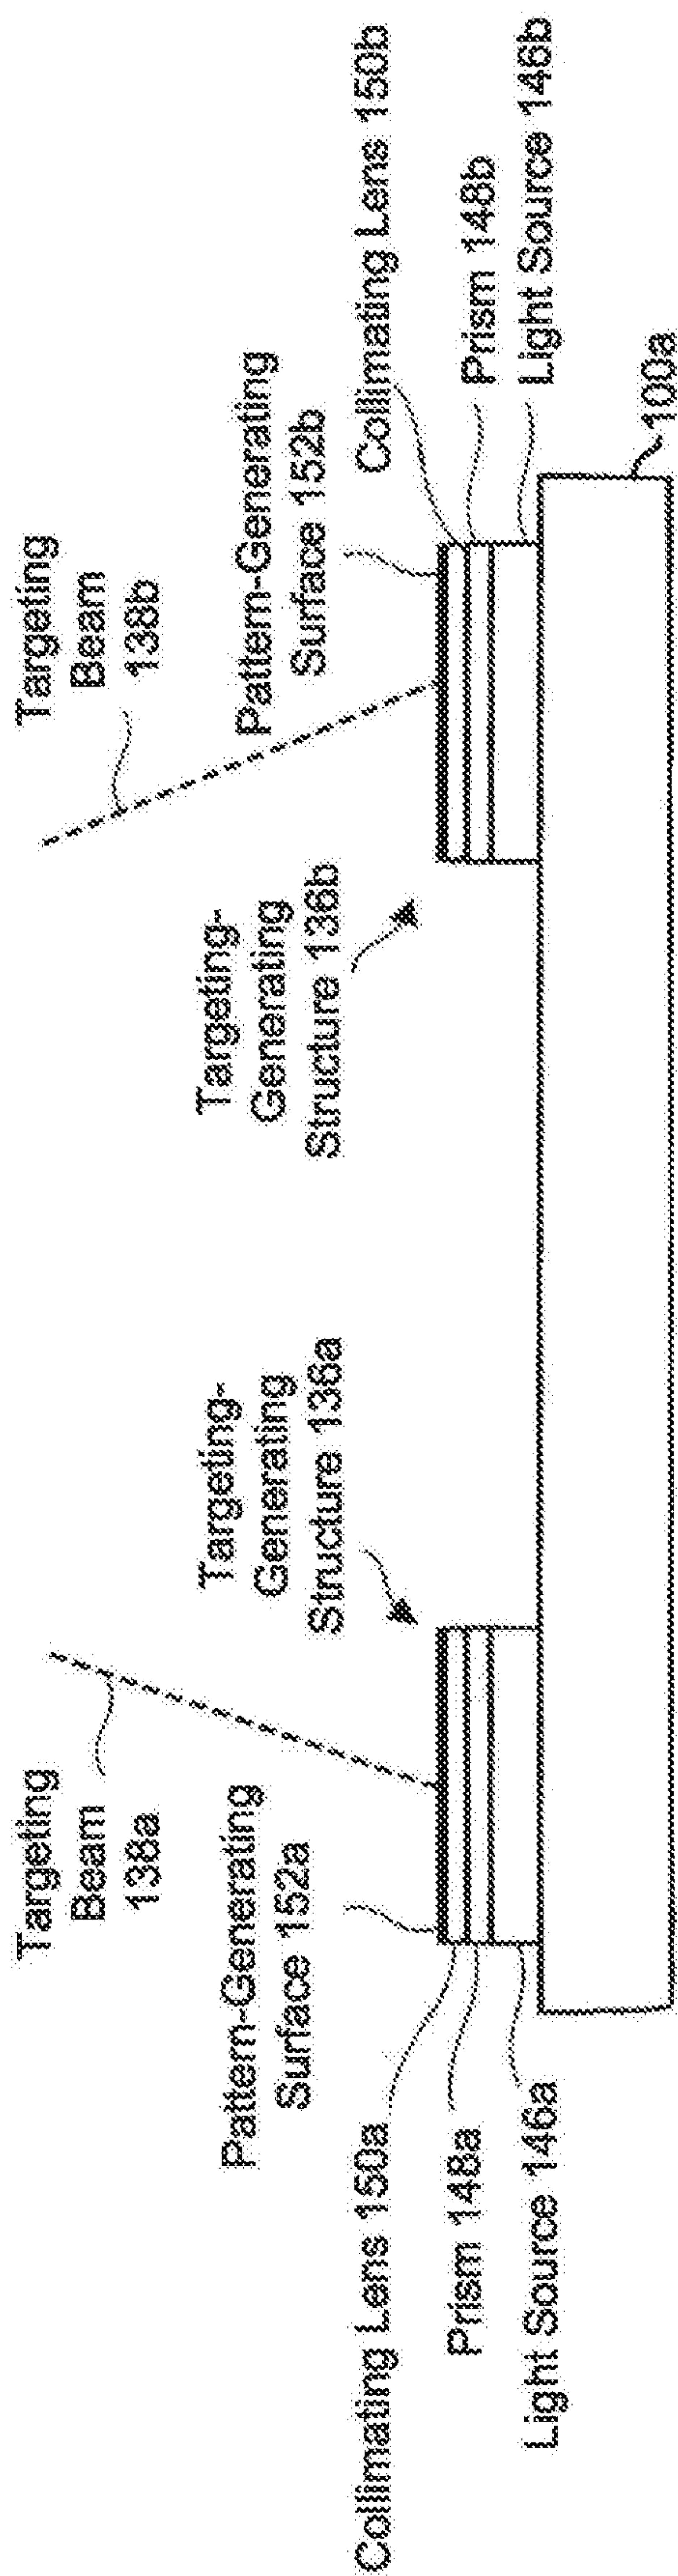 Targeting
Beam
138a
Targeting
Beam
138b
Pattern-Generating
Surface 152a
Targeting-
Generating
Structure 136a
Targeting-
Generating
Structure 136b
Pattern-Generating
Surface 152b
Collimating Lens 150a
Prism 148a
Light Source 146a
Collimating Lens 150b
Prism 148b
Light Source 146b
100a